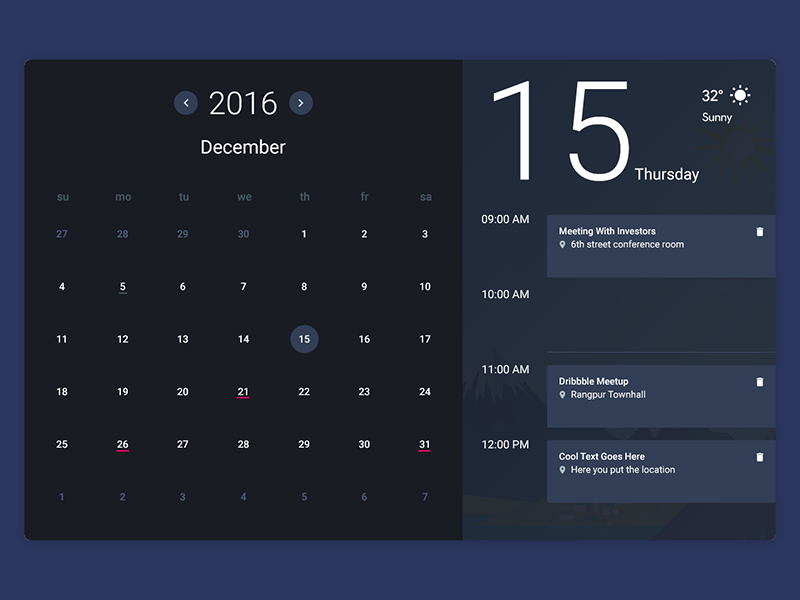 2016
December
su mo tu we th fr sa
27 28 29 30 1 2 3
4 5 6 7 8 9 10
11 12 13 14 15 16 17
18 19 20 21 22 23 24
25 26 27 28 29 30 31
1 2 3 4 5 6 7
15
Thursday
32°
Sunny
09:00 AM
Meeting With Investors
6th street conference room
10:00 AM
11:00 AM
Dribbble Meetup
Rangpur Townhall
12:00 PM
Cool Text Goes Here
Here you put the location